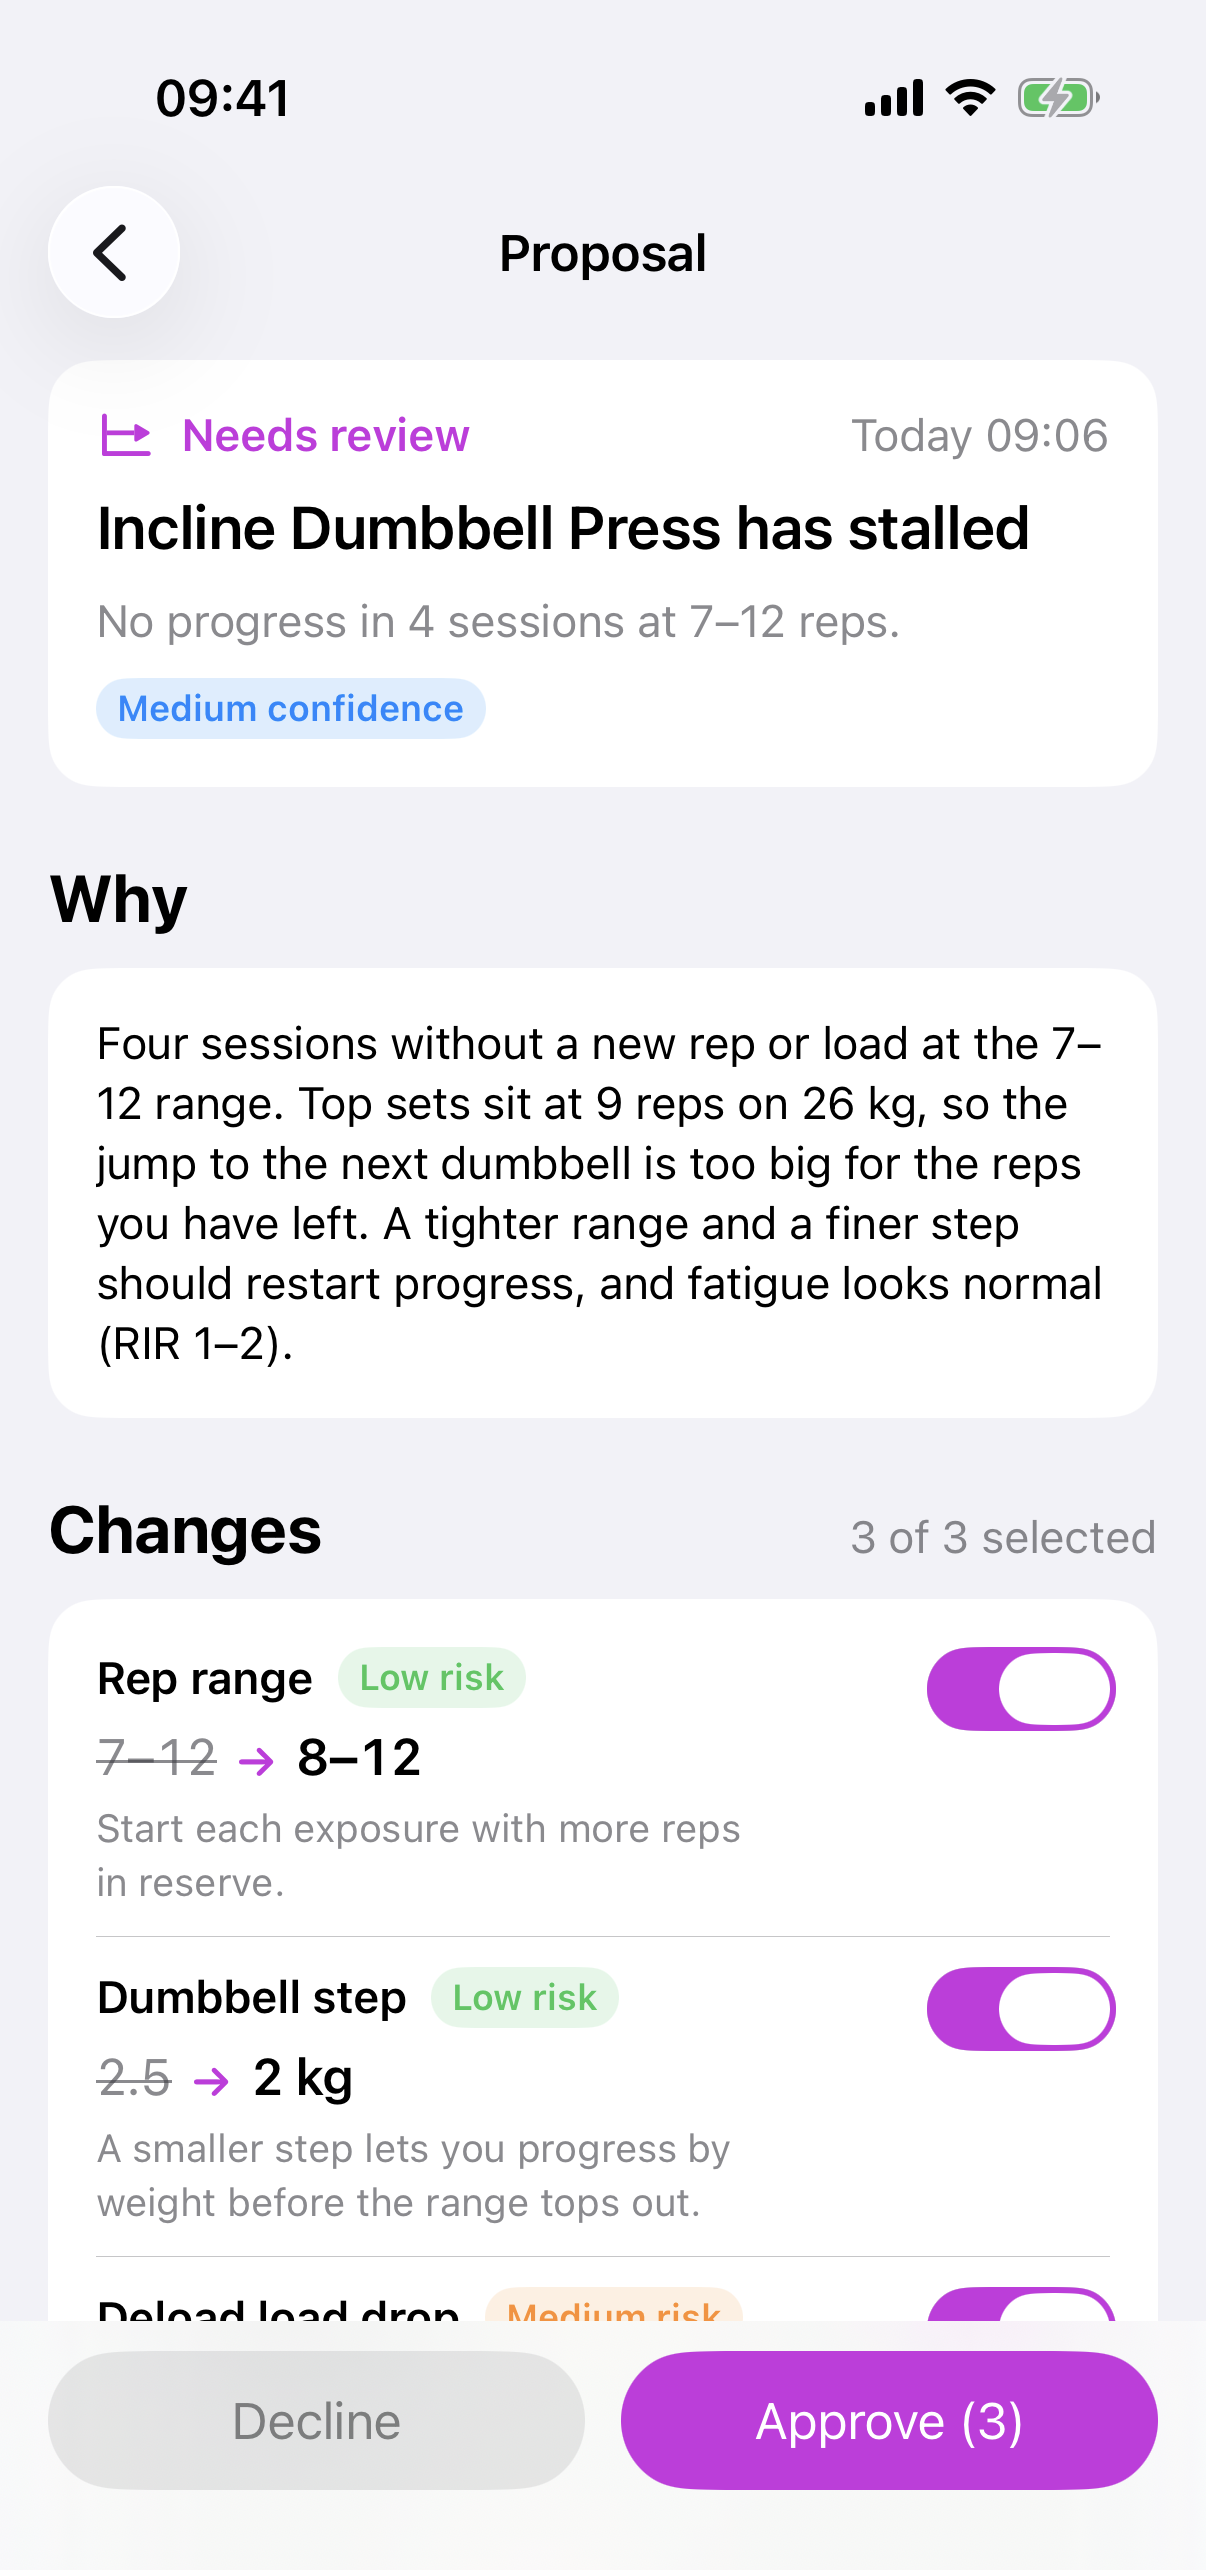 09:41
Proposal
Needs review
Today 09:06
Incline Dumbbell Press has stalled
No progress in 4 sessions at 7–12 reps.
Medium confidence
Why
Four sessions without a new rep or load at the 7–
12 range. Top sets sit at 9 reps on 26 kg, so the
jump to the next dumbbell is too big for the reps
you have left. A tighter range and a finer step
should restart progress, and fatigue looks normal
(RIR 1–2).
Changes
3 of 3 selected
Rep range
Low risk
7–12 → 8–12
Start each exposure with more reps
in reserve.
Dumbbell step
Low risk
2.5 → 2 kg
A smaller step lets you progress by
weight before the range tops out.
Deload load drop
Medium risk
Decline
Approve (3)